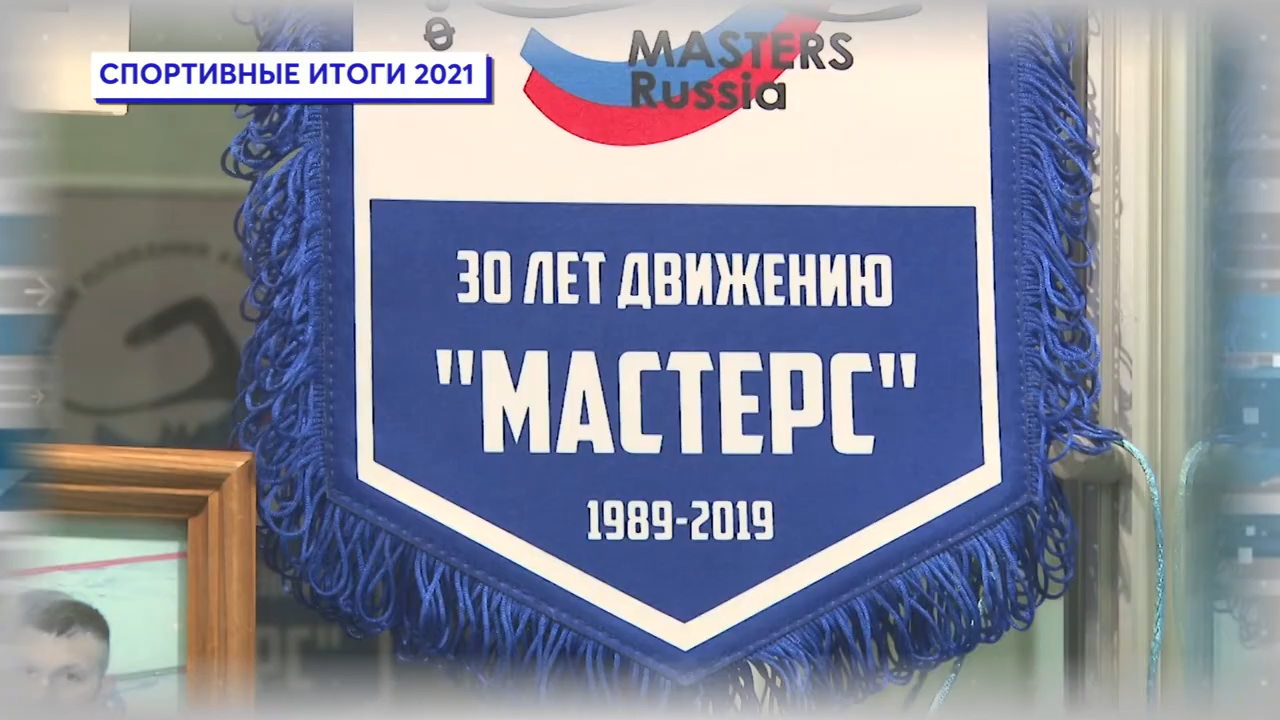 СПОРТИВНЫЕ ИТОГИ 2021
MASTERS
Russia
30 ЛЕТ ДВИЖЕНИЮ
"МАСТЕРС"
1989-2019